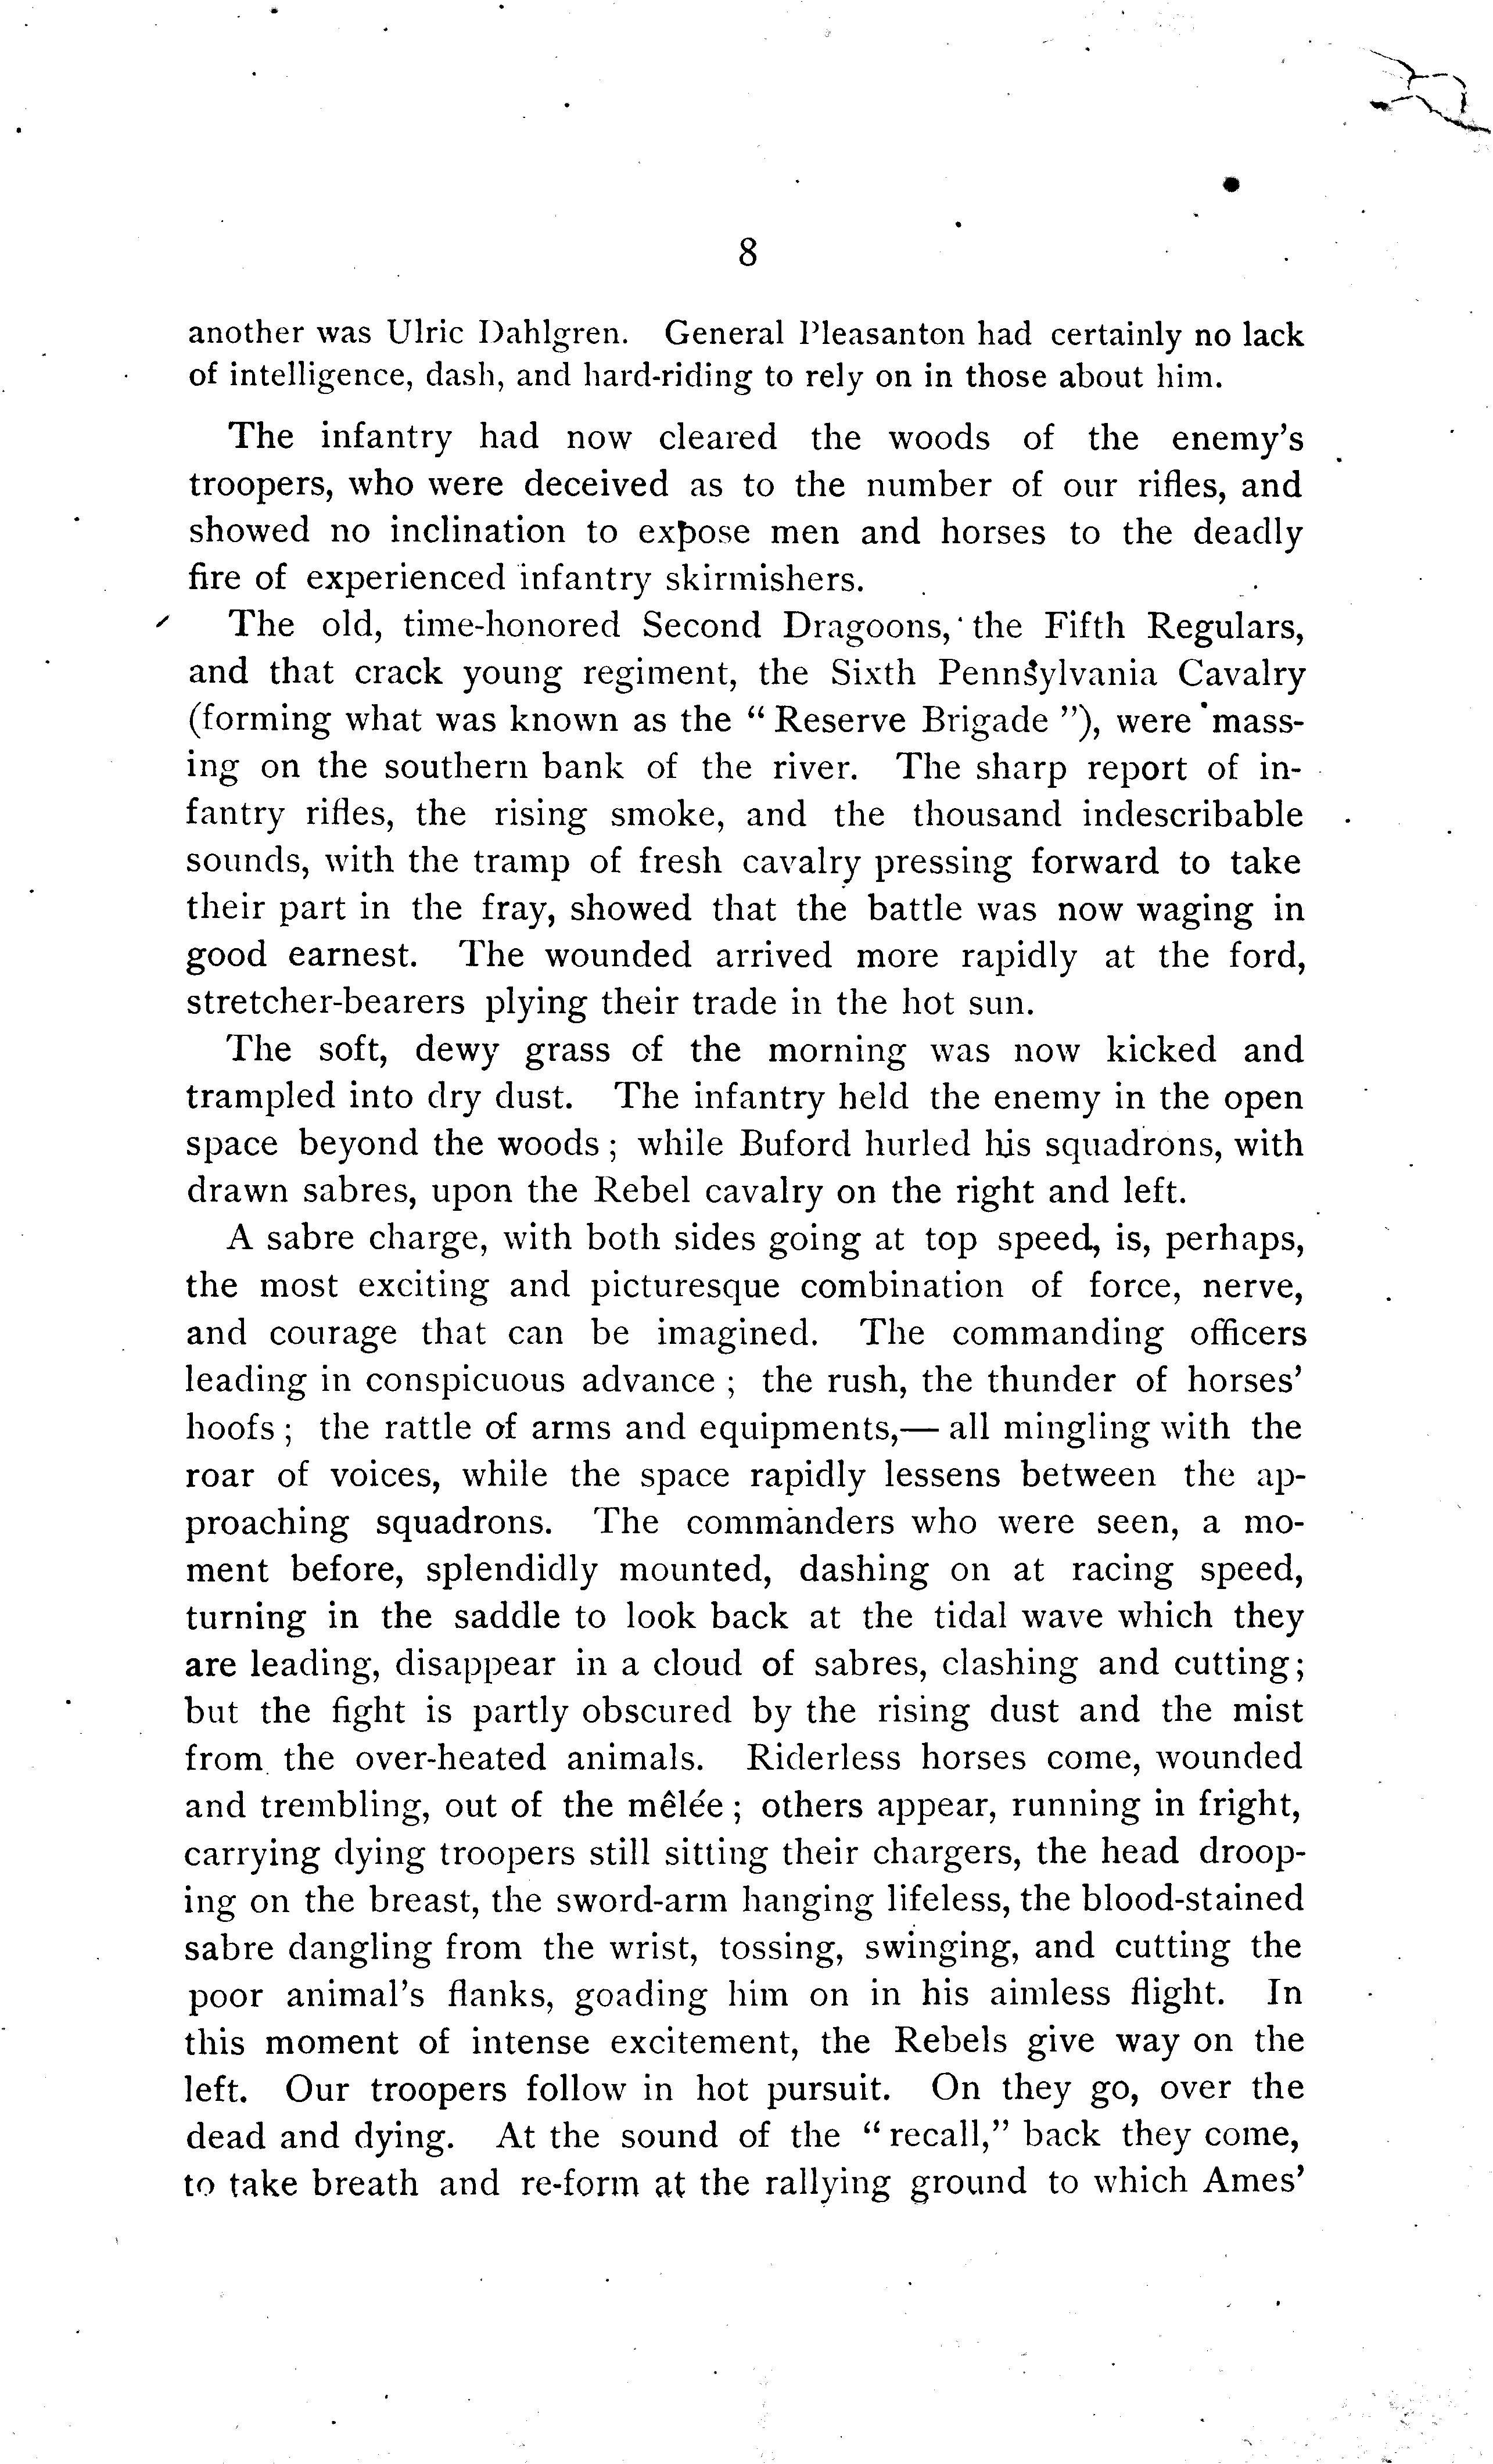 8
another was Ulric Dahlgren. General Pleasanton had certainly no lack
of intelligence, dash, and hard-riding to rely on in those about him.
The infantry had now cleared the woods of the enemy's
troopers, who were deceived as to the number of our rifles, and
showed no inclination to expose men and horses to the deadly
fire of experienced infantry skirmishers.
The old, time-honored Second Dragoons, the Fifth Regulars,
and that crack young regiment, the Sixth Pennsylvania Cavalry
(forming what was known as the "Reserve Brigade"), were mass-
ing on the southern bank of the river. The sharp report of in-
fantry rifles, the rising smoke, and the thousand indescribable
sounds, with the tramp of fresh cavalry pressing forward to take
their part in the fray, showed that the battle was now waging in
good earnest. The wounded arrived more rapidly at the ford,
stretcher-bearers plying their trade in the hot sun.
The soft, dewy grass of the morning was now kicked and
trampled into dry dust. The infantry held the enemy in the open
space beyond the woods; while Buford hurled his squadrons, with
drawn sabres, upon the Rebel cavalry on the right and left.
A sabre charge, with both sides going at top speed, is, perhaps,
the most exciting and picturesque combination of force, nerve,
and courage that can be imagined. The commanding officers
leading in conspicuous advance; the rush, the thunder of horses'
hoofs; the rattle of arms and equipments,— all mingling with the
roar of voices, while the space rapidly lessens between the ap-
proaching squadrons. The commanders who were seen, a mo-
ment before, splendidly mounted, dashing on at racing speed,
turning in the saddle to look back at the tidal wave which they
are leading, disappear in a cloud of sabres, clashing and cutting;
but the fight is partly obscured by the rising dust and the mist
from the over-heated animals. Riderless horses come, wounded
and trembling, out of the mêlée; others appear, running in fright,
carrying dying troopers still sitting their chargers, the head droop-
ing on the breast, the sword-arm hanging lifeless, the blood-stained
sabre dangling from the wrist, tossing, swinging, and cutting the
poor animal's flanks, goading him on in his aimless flight. In
this moment of intense excitement, the Rebels give way on the
left. Our troopers follow in hot pursuit. On they go, over the
dead and dying. At the sound of the "recall," back they come,
to take breath and re-form at the rallying ground to which Ames'